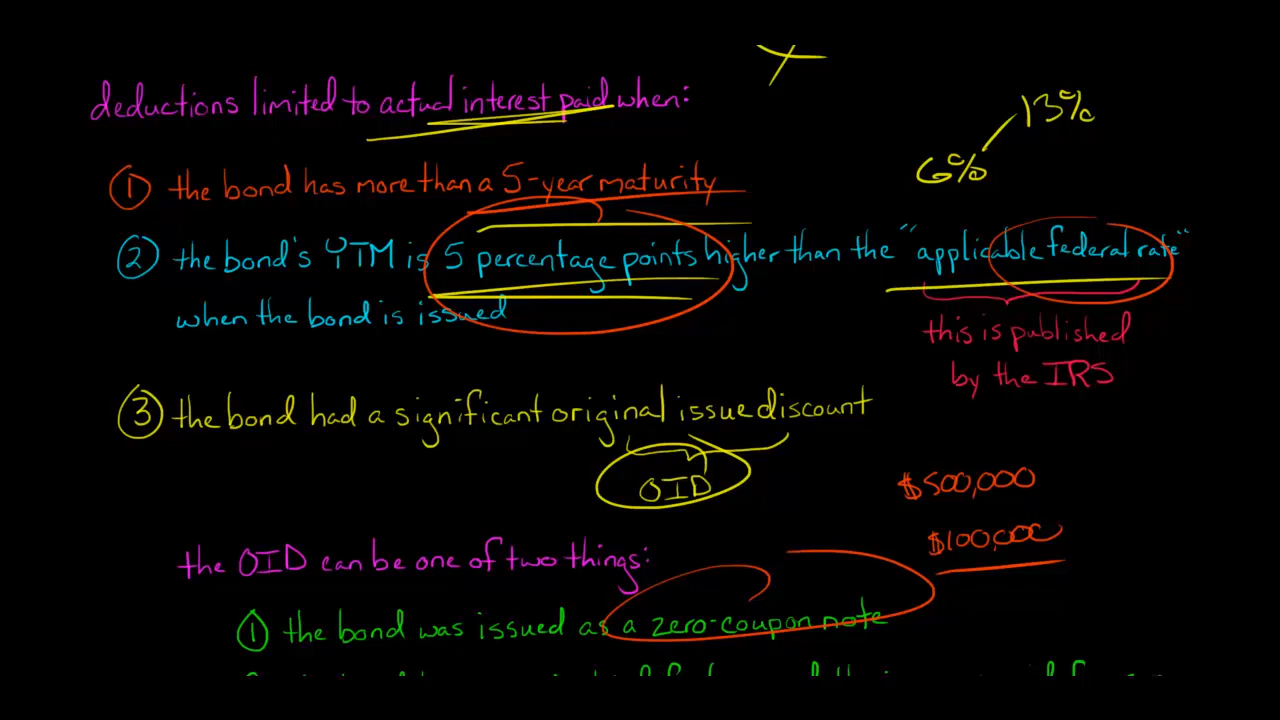 deductions limited to actual interest paid when:
13%
6%
① the bond has more than a 5-year maturity
② the bond's YTM is 5 percentage points higher than the "applicable federal rate"
when the bond is issued
this is published
by the IRS
③ the bond had a significant original issue discount
OID
$500,000
$100,000
the OID can be one of two things:
① the bond was issued as a zero-coupon note